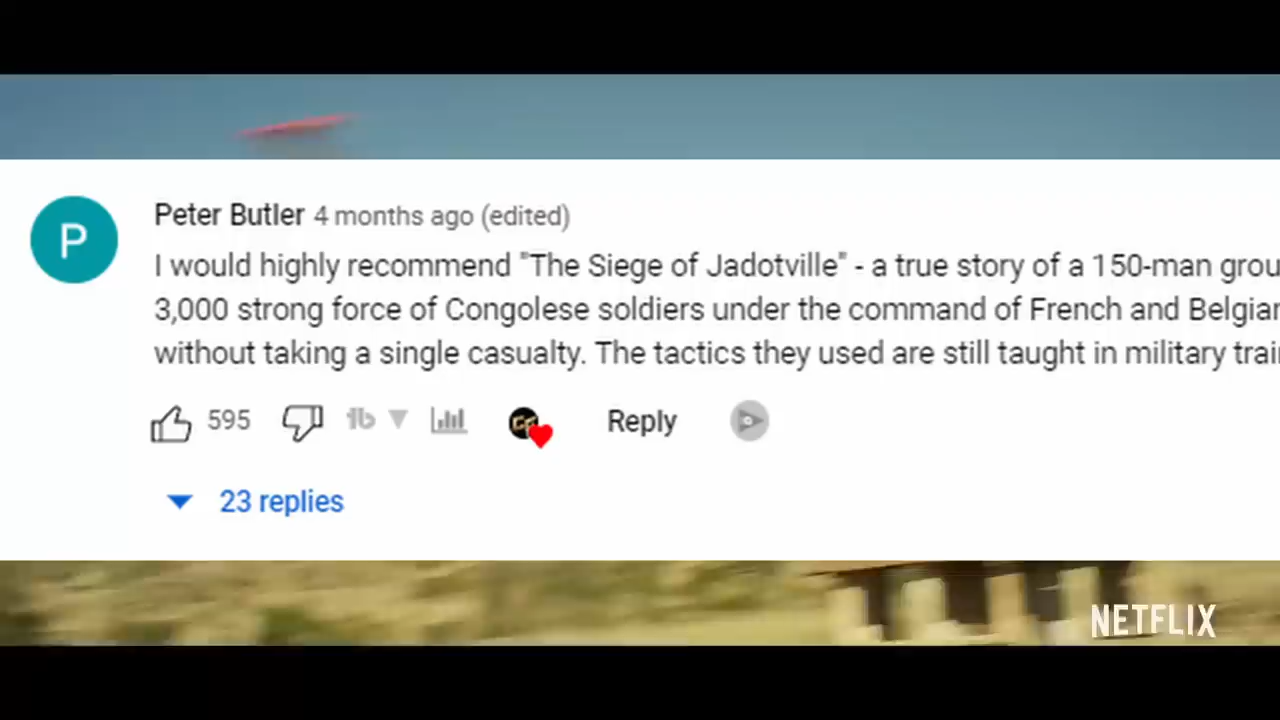 P
Peter Butler 4 months ago (edited)
I would highly recommend "The Siege of Jadotville" - a true story of a 150-man grou
3,000 strong force of Congolese soldiers under the command of French and Belgian
without taking a single casualty. The tactics they used are still taught in military trai
595 tb Reply
23 replies
NETFLIX